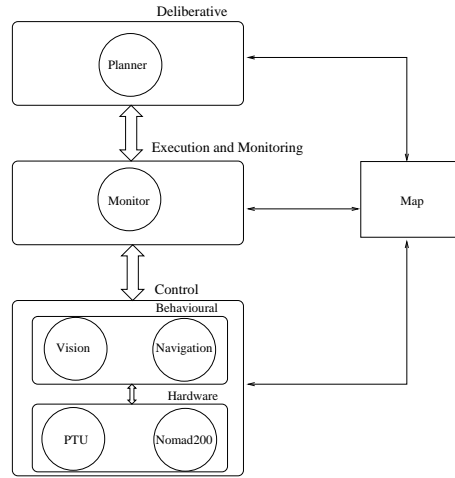 Deliberative
Planner
Execution and Monitoring
Monitor
Map
Control
Behavioural
Vision
Navigation
Hardware
PTU
Nomad200